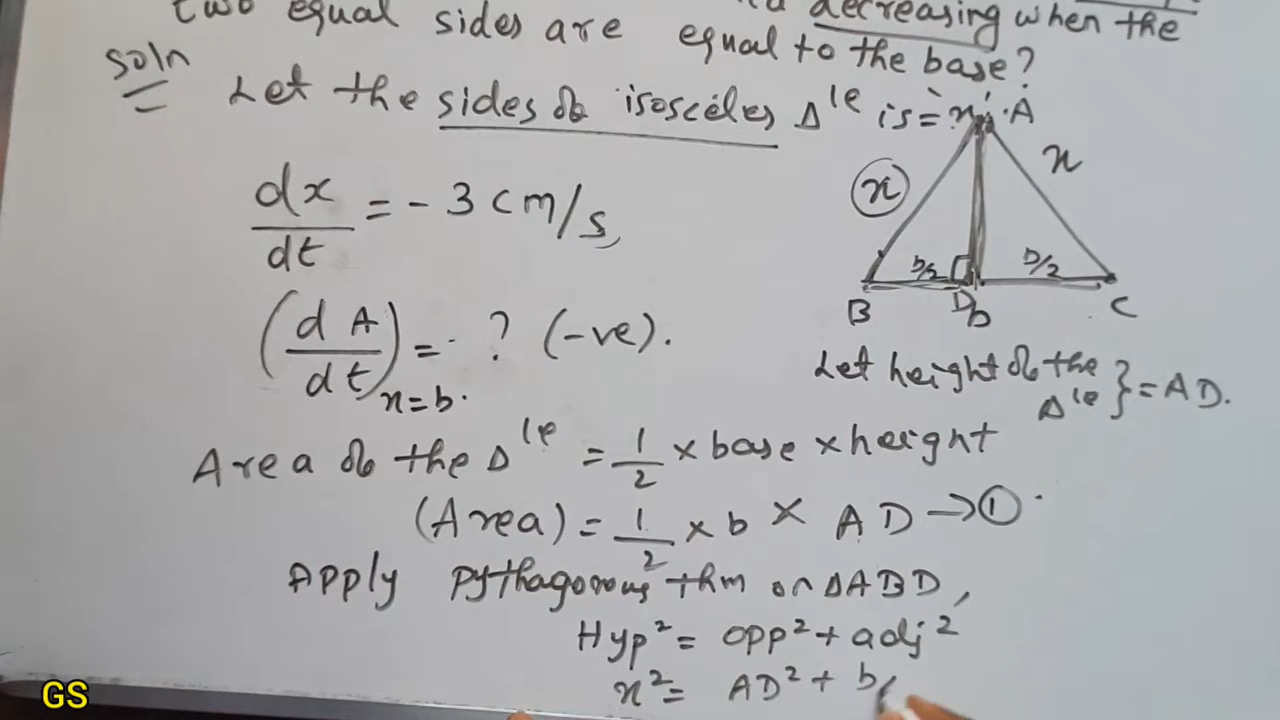 two equal sides are decreasing when the
equal to the base?
Soln
Let the sides of isosceles Δle is = 'x'
dx/dt = - 3 cm/s,
(dA/dt)x=b = ? (-ve).
A
x
x
b/2
b/2
B
D
b
C
Let height of the Δle } = AD.
Area of the Δle = 1/2 × base × height
(Area) = 1/2 × b × AD → ①
Apply pythagorous thm on ΔABD,
Hyp² = opp² + adj²
x² = AD² + b
GS